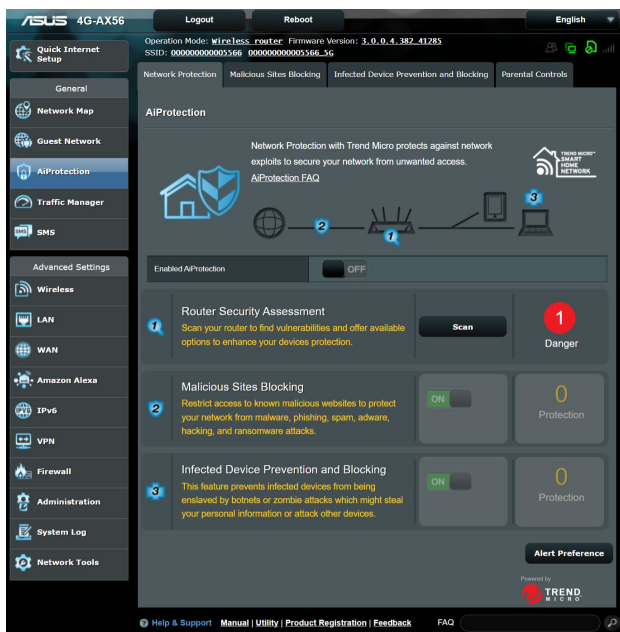 ASUS 4G-AX56
Logout
Reboot
English
Quick Internet
Setup
General
Network Map
Guest Network
AiProtection
Traffic Manager
SMS
SMS
Advanced Settings
Wireless
LAN
WAN
Amazon Alexa
IPv6
VPN
Firewall
Administration
System Log
Network Tools
Operation Mode: Wireless router Firmware Version: 3.0.0.4.382_41285
SSID: 000000000005566 000000000005566_5G
Network Protection
Malicious Sites Blocking
Infected Device Prevention and Blocking
Parental Controls
AiProtection
Network Protection with Trend Micro protects against network
exploits to secure your network from unwanted access.
AiProtection FAQ
TREND MICRO™
SMART
HOME
NETWORK
3
2
1
Enabled AiProtection
OFF
1
Router Security Assessment
Scan your router to find vulnerabilities and offer available
options to enhance your devices protection.
Scan
1
Danger
2
Malicious Sites Blocking
Restrict access to known malicious websites to protect
your network from malware, phishing, spam, adware,
hacking, and ransomware attacks.
ON
0
Protection
3
Infected Device Prevention and Blocking
This feature prevents infected devices from being
enslaved by botnets or zombie attacks which might steal
your personal information or attack other devices.
ON
0
Protection
Alert Preference
Powered by
TREND
MICRO
Help & Support
Manual | Utility | Product Registration | Feedback
FAQ